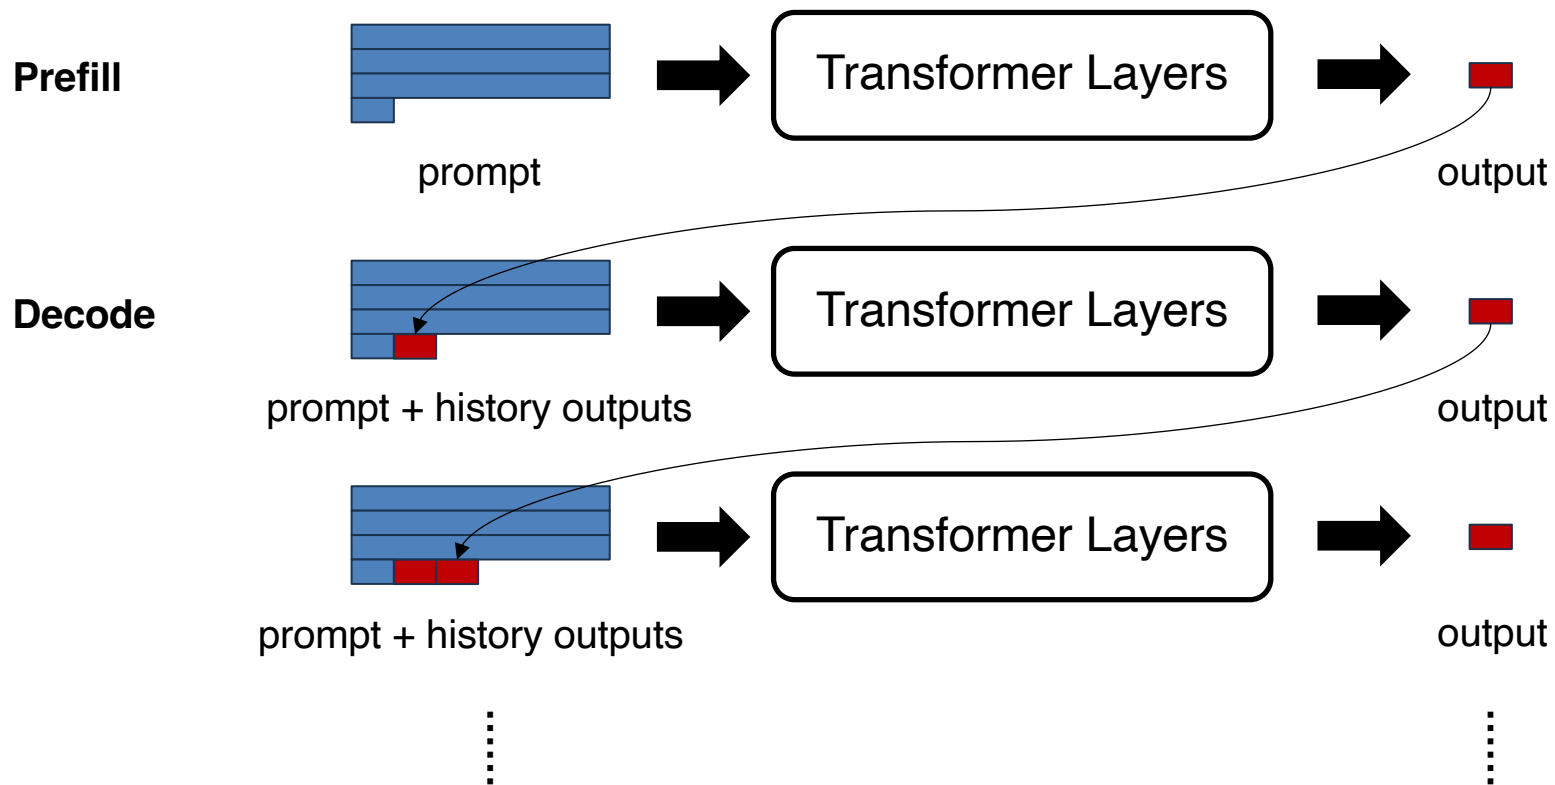 Prefill
Transformer Layers
prompt
output
Decode
Transformer Layers
prompt + history outputs
output
Transformer Layers
prompt + history outputs
output